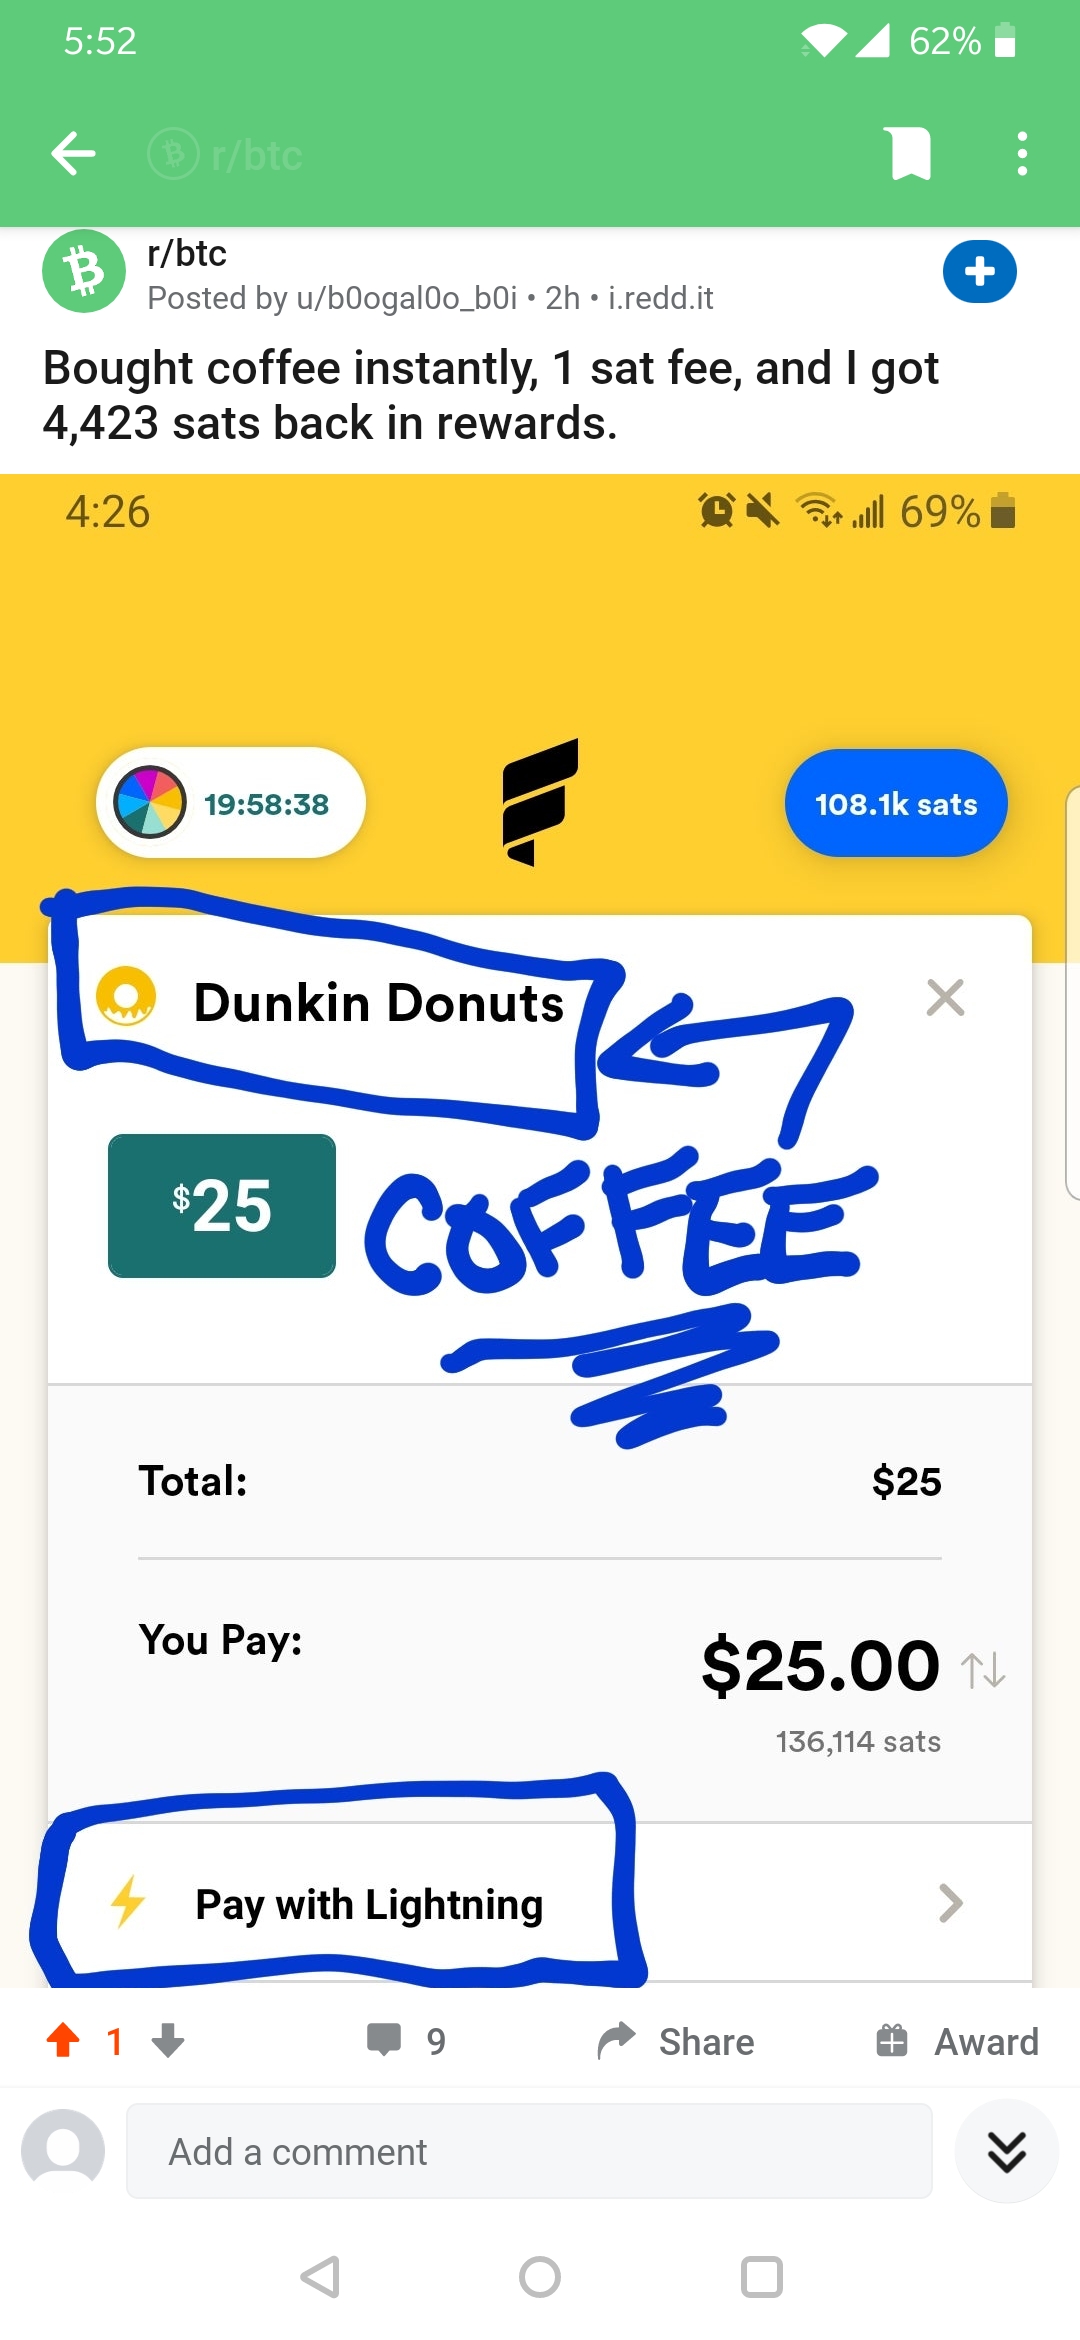 5:52
62%
r/btc
r/btc
Posted by u/b0ogal0o_b0i • 2h • i.redd.it
Bought coffee instantly, 1 sat fee, and I got
4,423 sats back in rewards.
4:26
69%
19:58:38
108.1k sats
Dunkin Donuts
$25
COFFEE
Total:
$25
You Pay:
$25.00
136,114 sats
Pay with Lightning
1
9
Share
Award
Add a comment